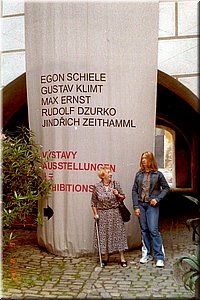 EGON SCHIELE
GUSTAV KLIMT
MAX ERNST
RUDOLF DZURKO
JINDŘICH ZEITHAMML
VÝSTAVY
AUSSTELLUNGEN
EXHIBITIONS